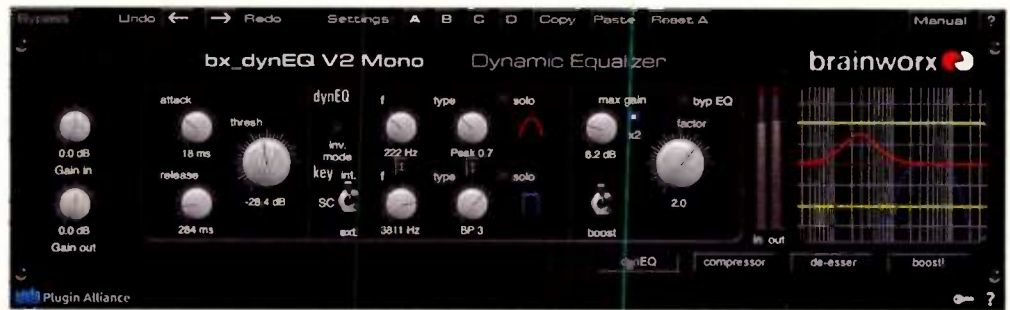 Bypass Undo ← → Redo Settings A B C D Copy Paste Reset A Manual ?
bx_dynEQ V2 Mono Dynamic Equalizer brainworx
attack dynEQ f type solo max gain byp EQ
thresh factor
x2
0.0 dB 18 ms inv. mode 222 Hz Peak 0.7 6.2 dB
Gain in
release key int. f type solo
-28.4 dB SC 2.0
0.0 dB 284 ms ext. 3811 Hz BP 3 boost
Gain out in out
dynEQ compressor de-esser boost!
Plugin Alliance ?